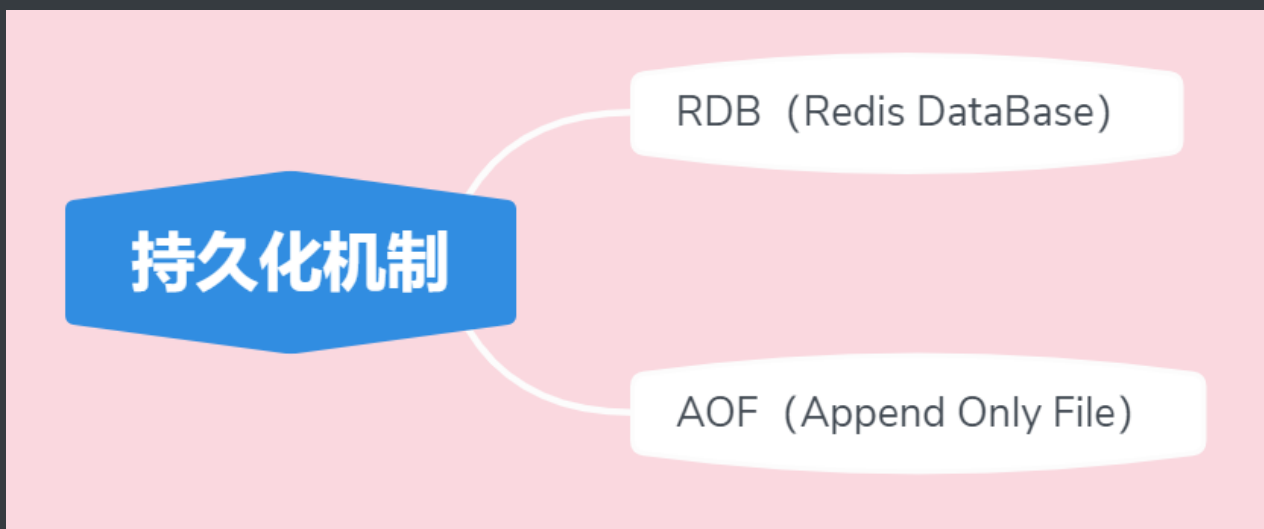 RDB（Redis DataBase）
持久化机制
AOF（Append Only File）